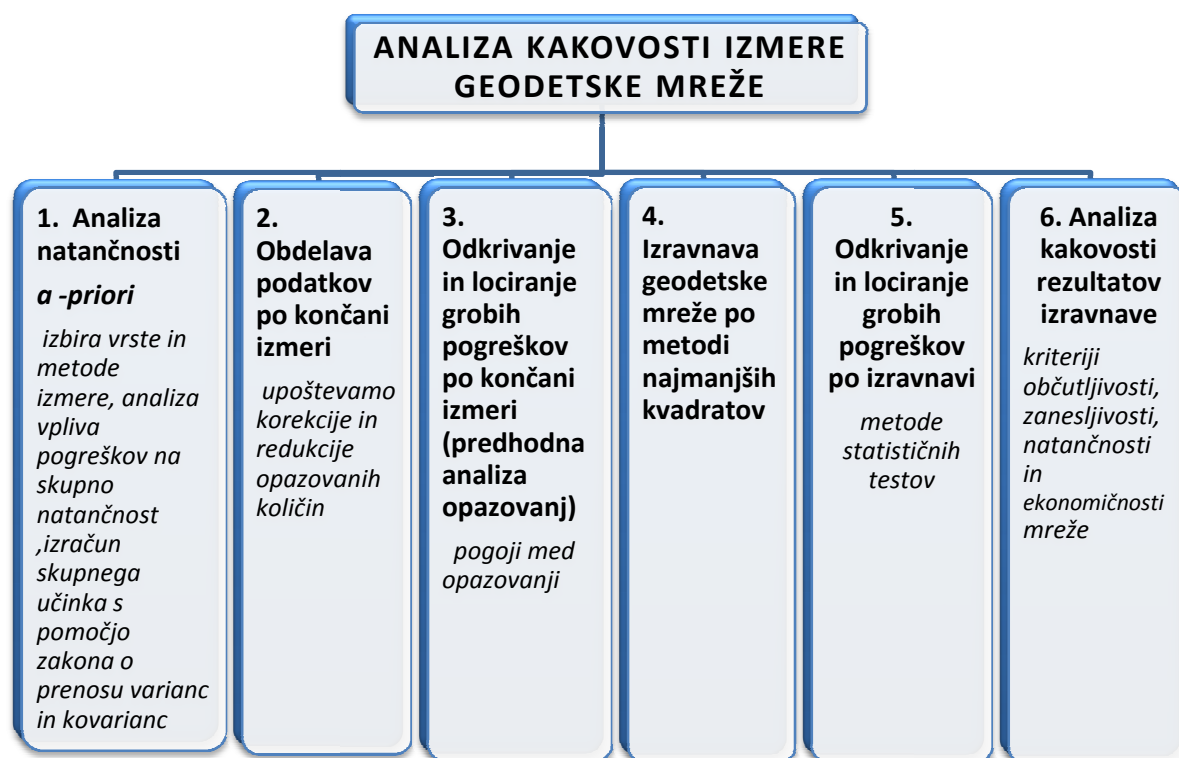 ANALIZA KAKOVOSTI IZMERE
GEODETSKE MREŽE
1. Analiza
natančnosti
a -priori
izbira vrste in
metode
izmere, analiza
vpliva
pogreškov na
skupno
natančnost
,izračun
skupnega
učinka s
pomočjo
zakona o
prenosu varianc
in kovarianc
2.
Obdelava
podatkov
po končani
izmeri
upoštevamo
korekcije in
redukcije
opazovanih
količin
3.
Odkrivanje
in lociranje
grobih
pogreškov
po končani
izmeri
(predhodna
analiza
opazovanj)
pogoji med
opazovanji
4.
Izravnava
geodetske
mreže po
metodi
najmanjših
kvadratov
5.
Odkrivanje
in lociranje
grobih
pogreškov
po izravnavi
metode
statističnih
testov
6. Analiza
kakovosti
rezultatov
izravnave
kriteriji
občutljivosti,
zanesljivosti,
natančnosti
in
ekonomičnosti
mreže